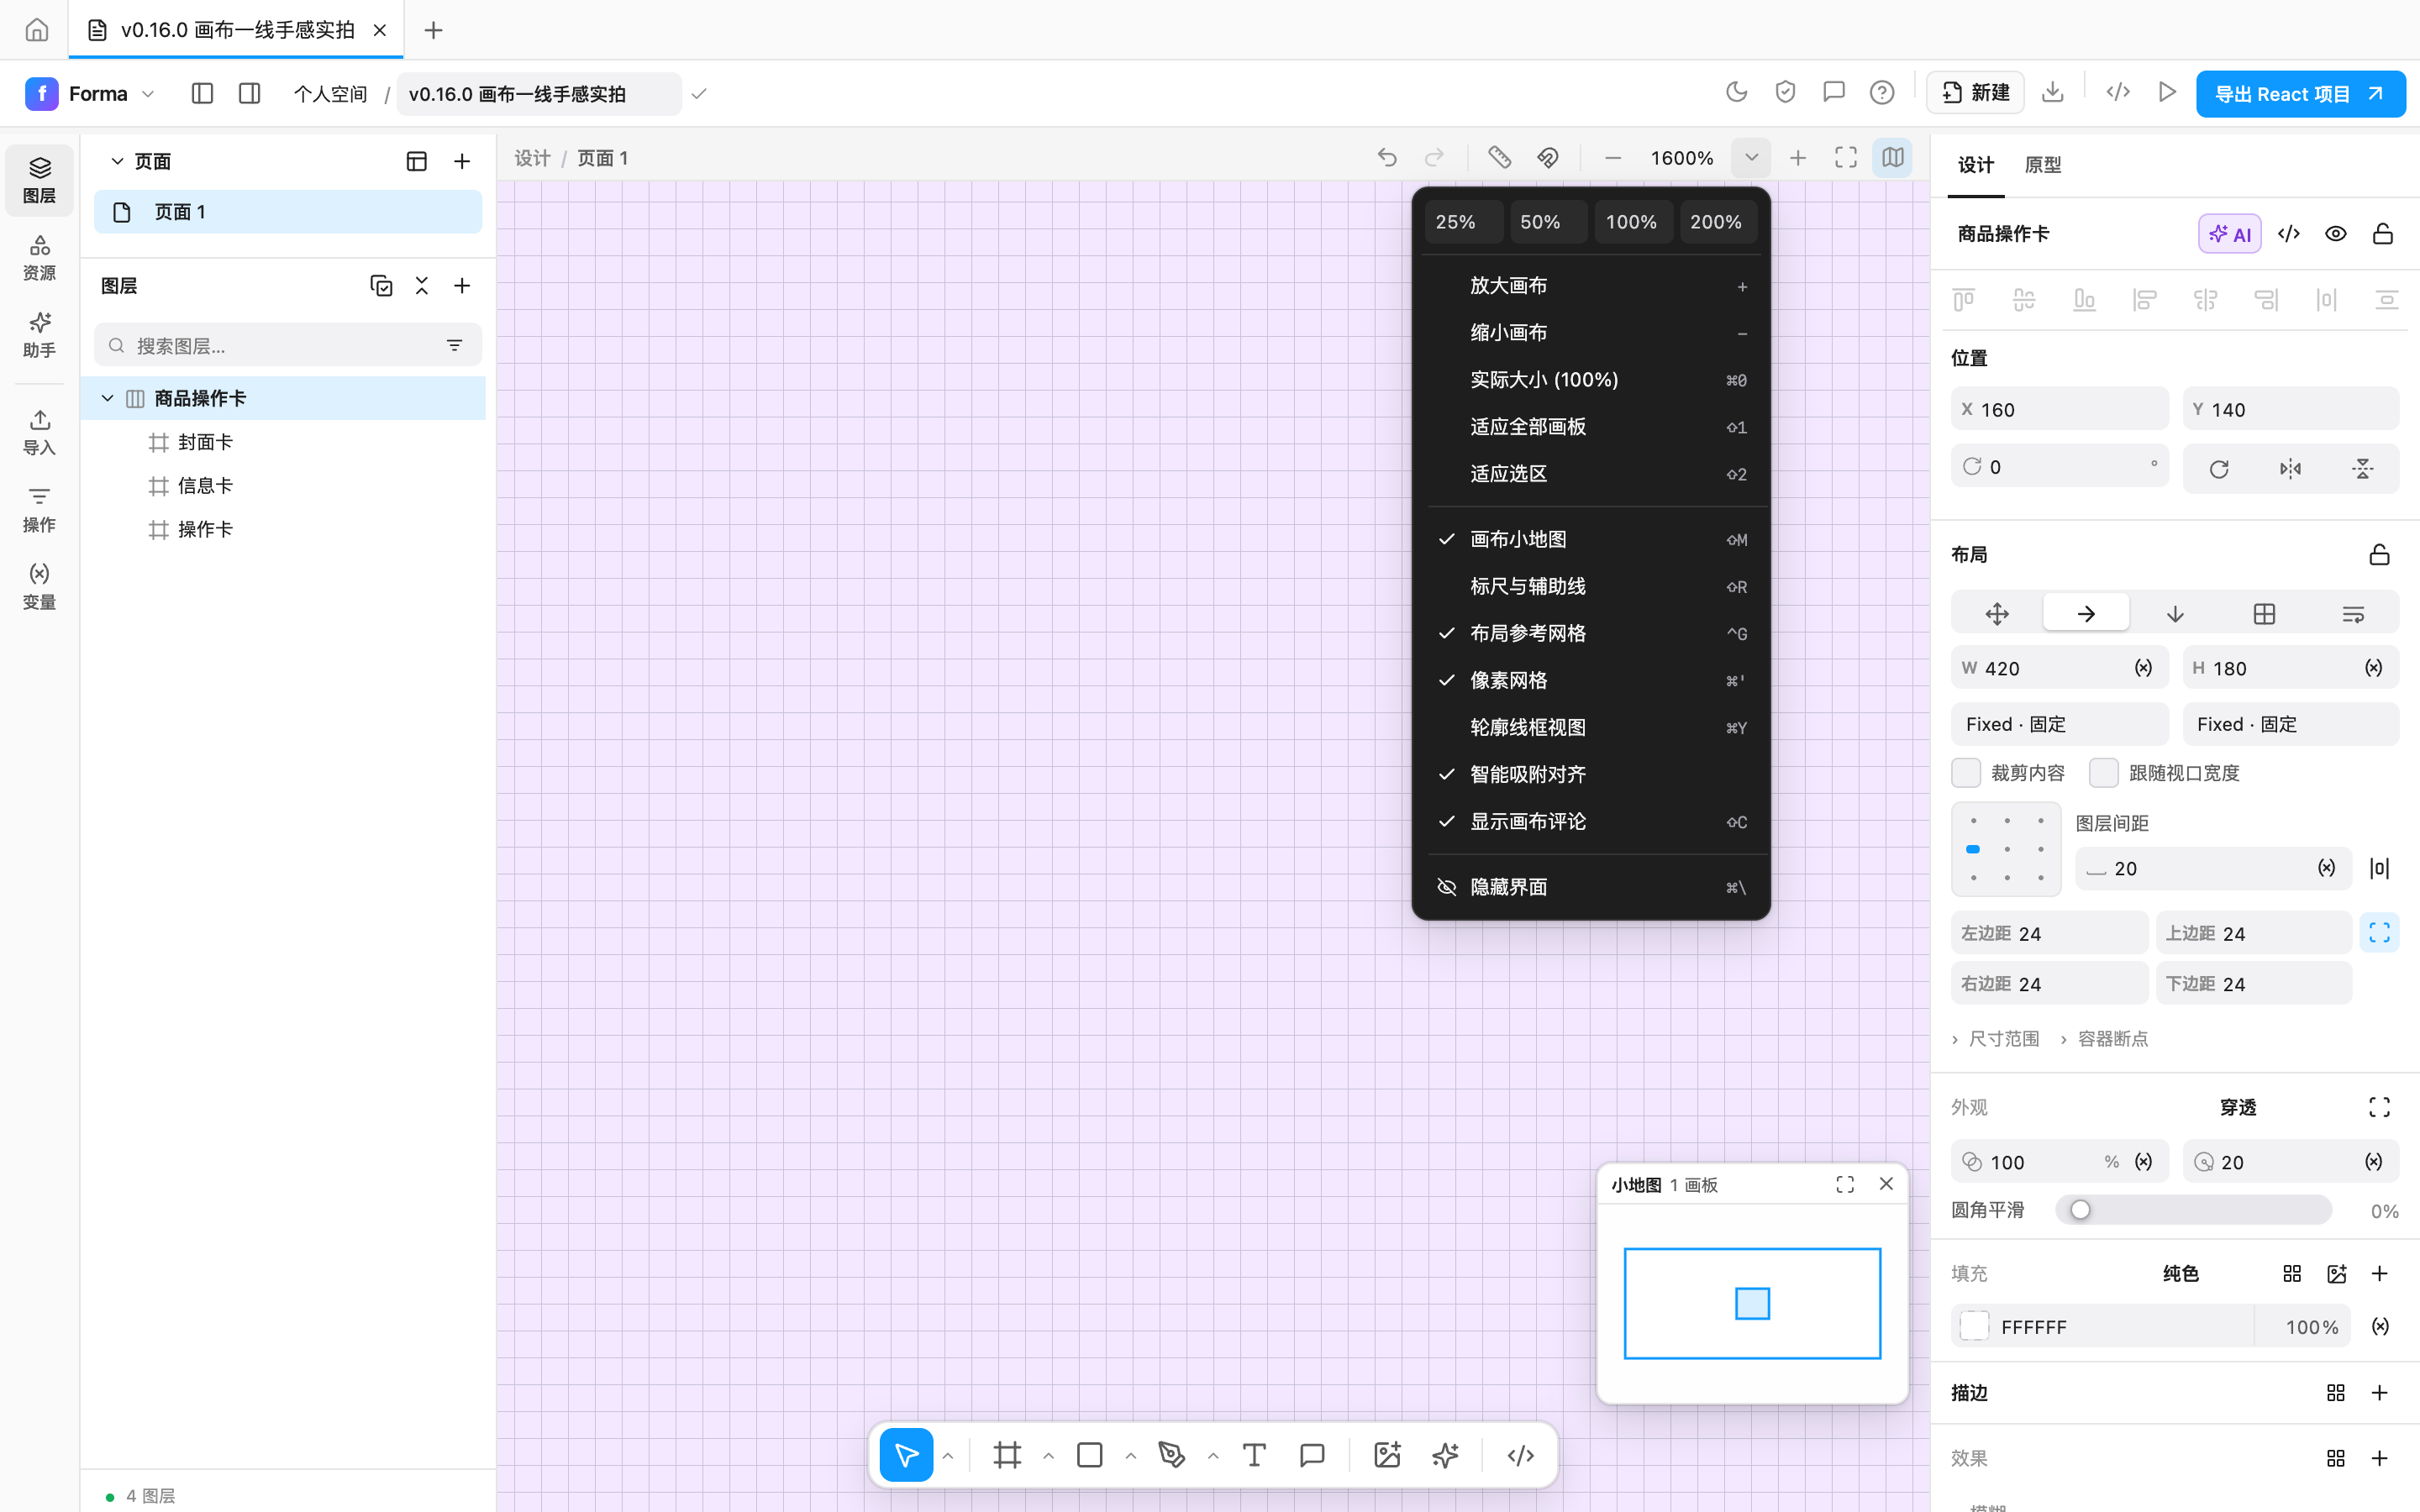 v0.16.0 画布一线手感实拍
f Forma
个人空间 / v0.16.0 画布一线手感实拍
新建
导出 React 项目
图层
资源
助手
导入
操作
变量
页面
页面 1
图层
搜索图层...
商品操作卡
封面卡
信息卡
操作卡
4 图层
设计 / 页面 1
1600%
25% 50% 100% 200%
放大画布 +
缩小画布 −
实际大小 (100%) ⌘0
适应全部画板 ⇧1
适应选区 ⇧2
画布小地图 ⇧M
标尺与辅助线 ⇧R
布局参考网格 ^G
像素网格 ⌘'
轮廓线框视图 ⌘Y
智能吸附对齐
显示画布评论 ⇧C
隐藏界面 ⌘\
小地图 1 画板
设计 原型
商品操作卡 AI
位置
X 160 Y 140
0 °
布局
W 420 H 180
Fixed · 固定 Fixed · 固定
裁剪内容 跟随视口宽度
图层间距
20
左边距 24 上边距 24
右边距 24 下边距 24
尺寸范围 容器断点
外观 穿透
100 % 20
圆角平滑 0%
填充 纯色
FFFFFF 100%
描边
效果